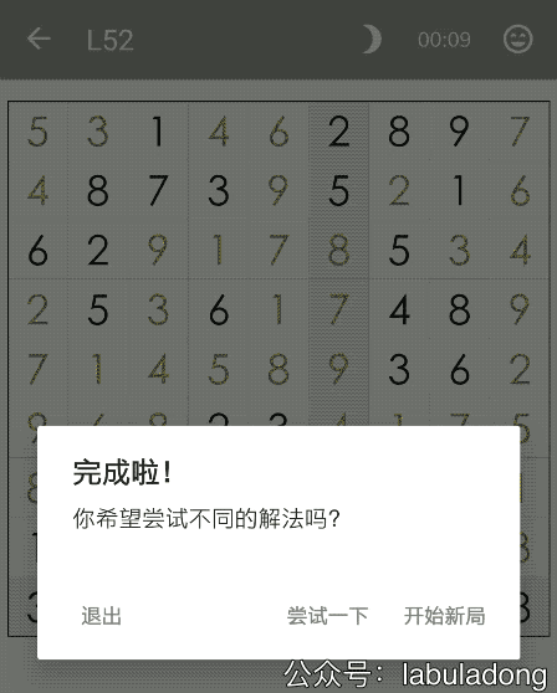 L52 00:09
5 3 1 4 6 2 8 9 7
4 8 7 3 9 5 2 1 6
6 2 9 1 7 8 5 3 4
2 5 3 6 1 7 4 8 9
7 1 4 5 8 9 3 6 2
完成啦！
你希望尝试不同的解法吗？
退出 尝试一下 开始新局
公众号：labuladong